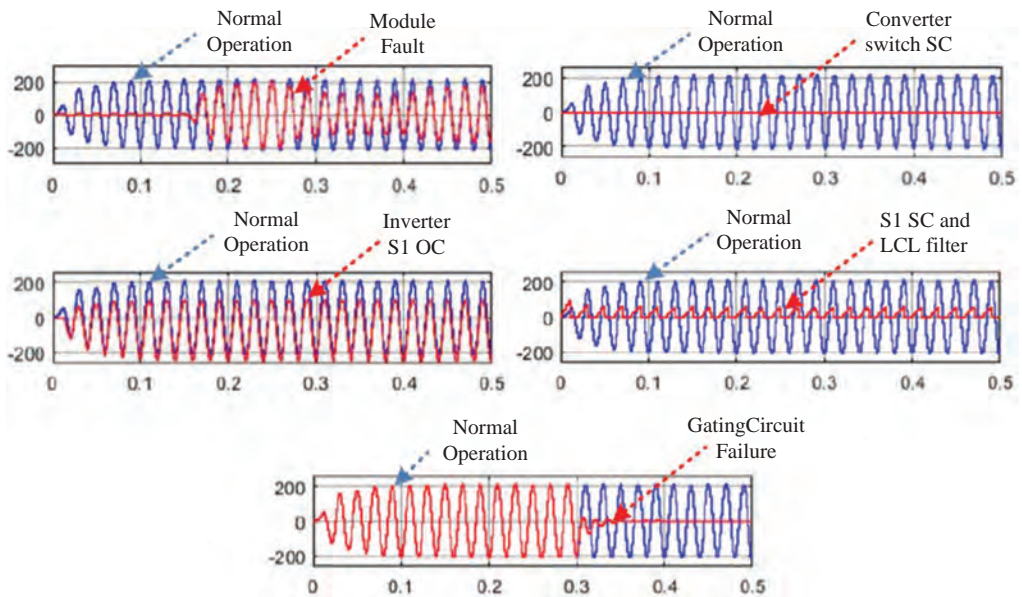 Normal
Operation
Module
Fault
200
0
-200
0 0.1 0.2 0.3 0.4 0.5
Normal
Operation
Converter
switch SC
200
0
-200
0 0.1 0.2 0.3 0.4 0.5
Normal
Operation
Inverter
S1 OC
200
0
-200
0 0.1 0.2 0.3 0.4 0.5
Normal
Operation
S1 SC and
LCL filter
200
0
-200
0 0.1 0.2 0.3 0.4 0.5
Normal
Operation
GatingCircuit
Failure
200
0
-200
0 0.1 0.2 0.3 0.4 0.5